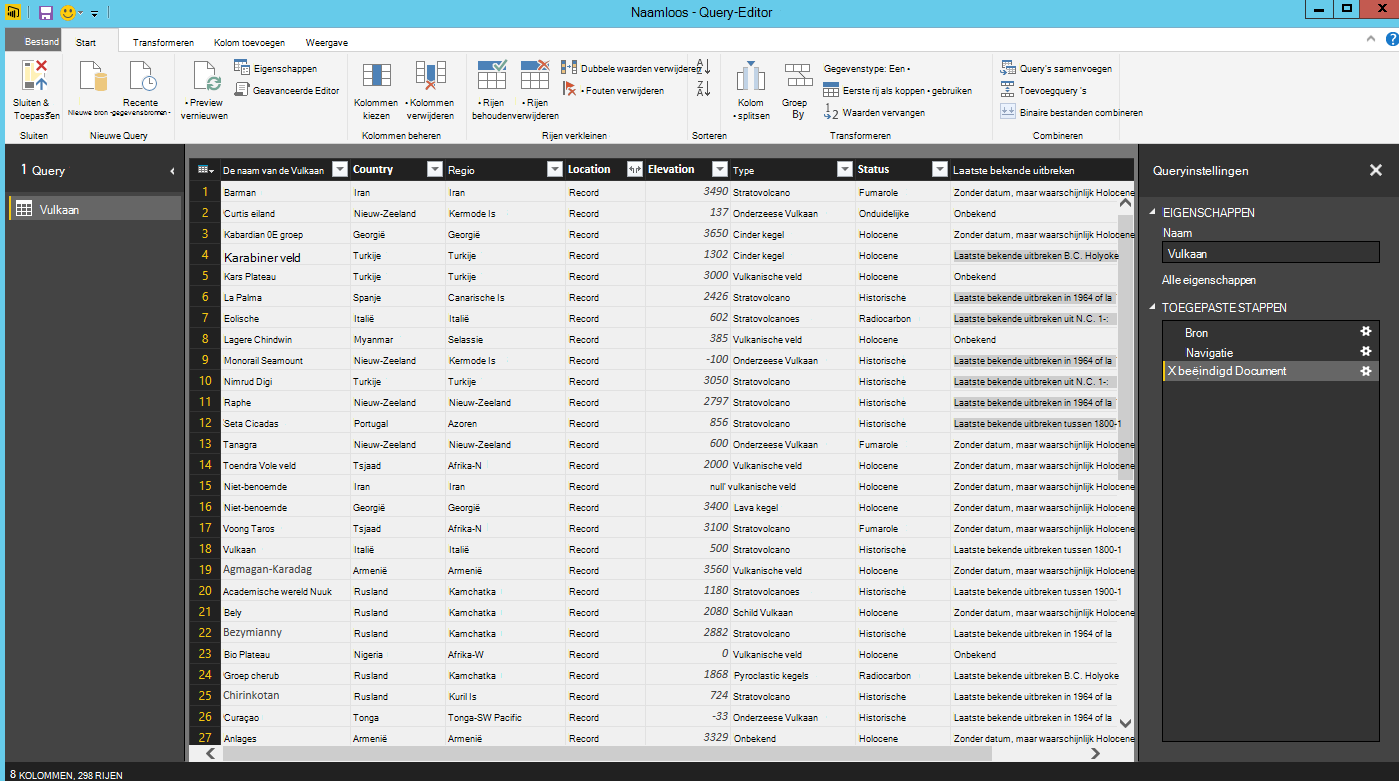 Naamloos - Query-Editor
Bestand Start Transformeren Kolom toevoegen Weergave
Sluiten & Toepassen
Sluiten
Nieuwe bron
Recente gegevensbronnen
Nieuwe Query
Preview vernieuwen
Eigenschappen
Geavanceerde Editor
Kolommen kiezen
Kolommen verwijderen
Kolommen beheren
Rijen behouden
Rijen verwijderen
Dubbele waarden verwijderen
Fouten verwijderen
Rijen verkleinen
A Z
Z A
Sorteren
Kolom splitsen
Groep By
Gegevenstype: Een
Eerste rij als koppen gebruiken
1 2 Waarden vervangen
Transformeren
Query's samenvoegen
Toevoegquery 's
Binaire bestanden combineren
Combineren
1 Query
Vulkaan
De naam van de Vulkaan Country Regio Location Elevation Type Status Laatste bekende uitbreken
1 Barman Iran Iran Record 3490 Stratovolcano Fumarole Zonder datum, maar waarschijnlijk Holocene
2 Curtis eiland Nieuw-Zeeland Kermode Is Record 137 Onderzeese Vulkaan Onduidelijke Onbekend
3 Kabardian 0E groep Georgië Georgië Record 3650 Cinder kegel Holocene Zonder datum, maar waarschijnlijk Holocene
4 Karabiner veld Turkije Turkije Record 1302 Cinder kegel Holocene Laatste bekende uitbreken B.C. Holyoke
5 Kars Plateau Turkije Turkije Record 3000 Vulkanische veld Holocene Onbekend
6 La Palma Spanje Canarische Is Record 2426 Stratovolcano Historische Laatste bekende uitbreken in 1964 of la
7 Eolische Italië Italië Record 602 Stratovolcanoes Radiocarbon Laatste bekende uitbreken uit N.C. 1-:
8 Lagere Chindwin Myanmar Selassie Record 385 Vulkanische veld Holocene Onbekend
9 Monorail Seamount Nieuw-Zeeland Kermode Is Record -100 Onderzeese Vulkaan Historische Laatste bekende uitbreken in 1964 of la
10 Nimrud Digi Turkije Turkije Record 3050 Stratovolcano Historische Laatste bekende uitbreken uit N.C. 1-:
11 Raphe Nieuw-Zeeland Nieuw-Zeeland Record 2797 Stratovolcano Historische Laatste bekende uitbreken in 1964 of la
12 Seta Cicadas Portugal Azoren Record 856 Stratovolcano Historische Laatste bekende uitbreken tussen 1800-1
13 Tanagra Nieuw-Zeeland Nieuw-Zeeland Record 600 Onderzeese Vulkaan Fumarole Zonder datum, maar waarschijnlijk Holocene
14 Toendra Vole veld Tsjaad Afrika-N Record 2000 Vulkanische veld Holocene Zonder datum, maar waarschijnlijk Holocene
15 Niet-benoemde Iran Iran Record null' vulkanische veld Holocene Zonder datum, maar waarschijnlijk Holocene
16 Niet-benoemde Georgië Georgië Record 3400 Lava kegel Holocene Zonder datum, maar waarschijnlijk Holocene
17 Voong Taros Tsjaad Afrika-N Record 3100 Stratovolcano Fumarole Zonder datum, maar waarschijnlijk Holocene
18 Vulkaan Italië Italië Record 500 Stratovolcano Historische Laatste bekende uitbreken tussen 1800-1
19 Agmagan-Karadag Armenië Armenië Record 3560 Vulkanische veld Holocene Zonder datum, maar waarschijnlijk Holocene
20 Academische wereld Nuuk Rusland Kamchatka Record 1180 Stratovolcanoes Historische Laatste bekende uitbreken tussen 1900-1
21 Bely Rusland Kamchatka Record 2080 Schild Vulkaan Holocene Zonder datum, maar waarschijnlijk Holocene
22 Bezymianny Rusland Kamchatka Record 2882 Stratovolcano Historische Laatste bekende uitbreken in 1964 of la
23 Bio Plateau Nigeria Afrika-W Record 0 Vulkanische veld Holocene Onbekend
24 Groep cherub Rusland Kamchatka Record 1868 Pyroclastic kegels Radiocarbon Laatste bekende uitbreken B.C. Holyoke
25 Chirinkotan Rusland Kuril Is Record 724 Stratovolcano Historische Laatste bekende uitbreken in 1964 of la
26 Curaçao Tonga Tonga-SW Pacific Record -33 Onderzeese Vulkaan Historische Laatste bekende uitbreken in 1964 of la
27 Anlages Armenië Armenië Record 3329 Onbekend Holocene Zonder datum, maar waarschijnlijk Holocene
Queryinstellingen
EIGENSCHAPPEN
Naam
Vulkaan
Alle eigenschappen
TOEGEPASTE STAPPEN
Bron
Navigatie
X beëindigd Document
8 KOLOMMEN, 298 RIJEN